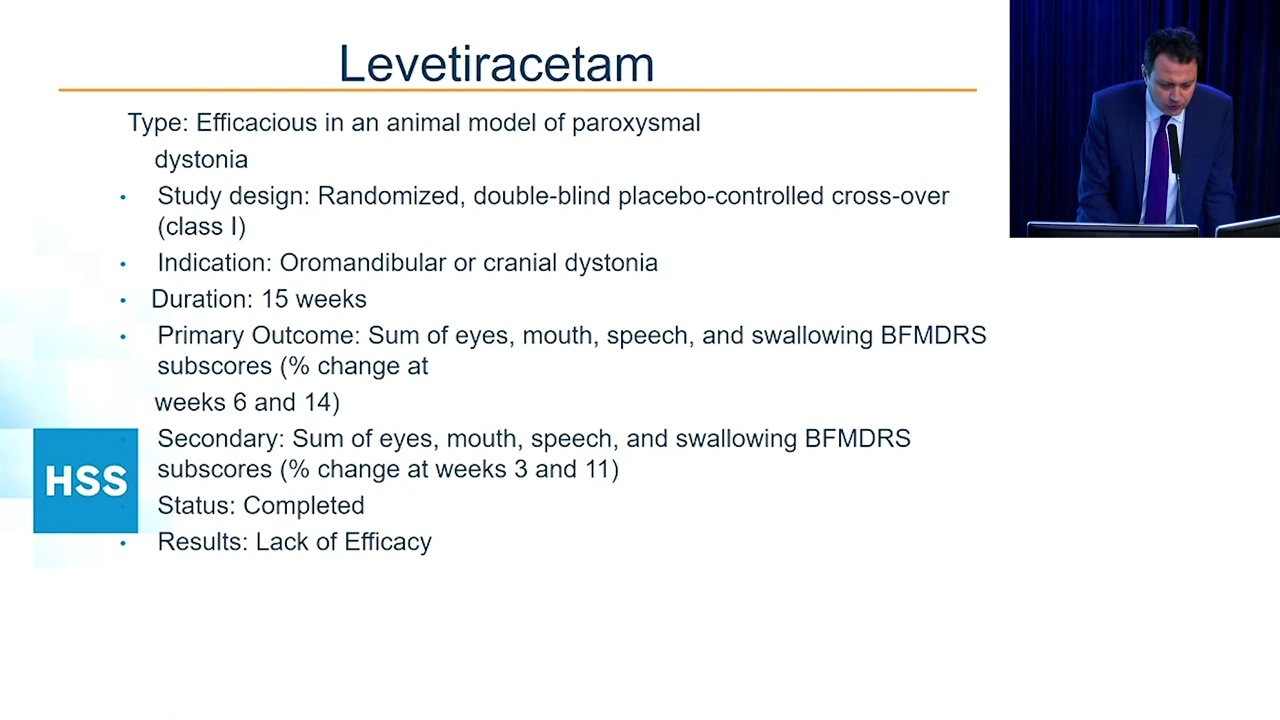 Levetiracetam
Type: Efficacious in an animal model of paroxysmal
dystonia
• Study design: Randomized, double-blind placebo-controlled cross-over
(class I)
• Indication: Oromandibular or cranial dystonia
• Duration: 15 weeks
• Primary Outcome: Sum of eyes, mouth, speech, and swallowing BFMDRS
subscores (% change at
weeks 6 and 14)
Secondary: Sum of eyes, mouth, speech, and swallowing BFMDRS
subscores (% change at weeks 3 and 11)
HSS
Status: Completed
• Results: Lack of Efficacy